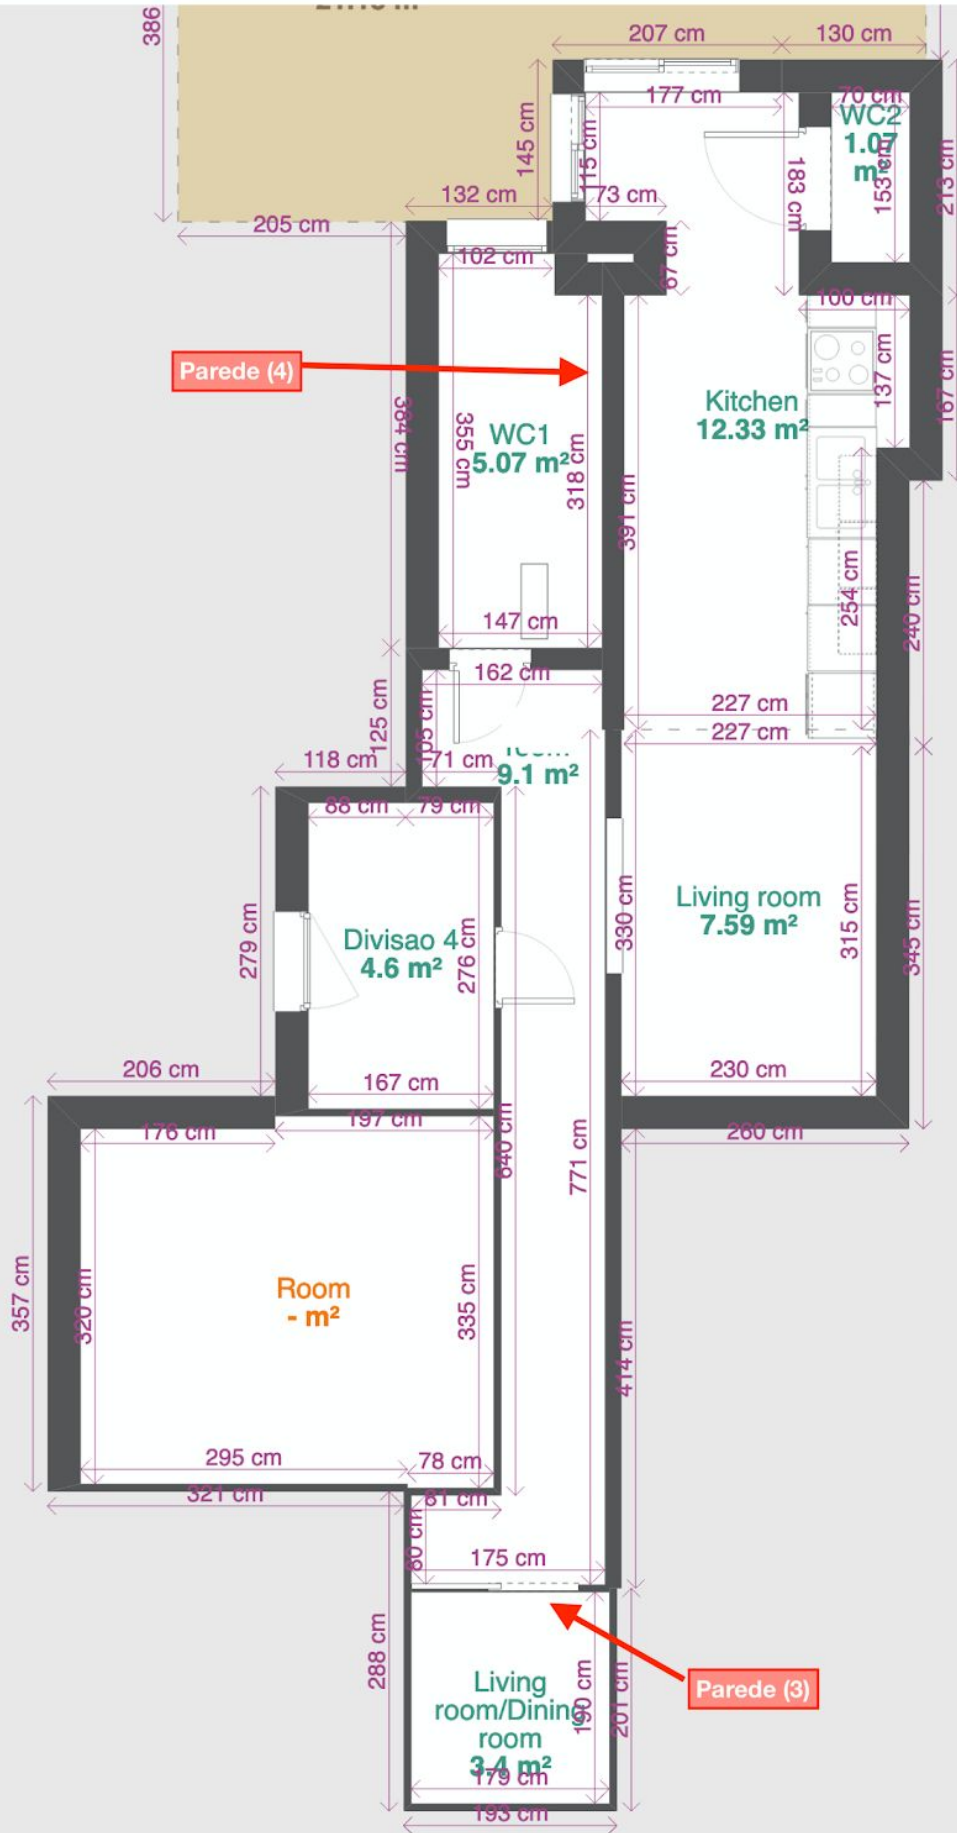 386
207 cm
130 cm
177 cm
70 cm
WC2
1.07
m²
145 cm
115 cm
183 cm
153 cm
213 cm
132 cm
73 cm
205 cm
102 cm
67 cm
100 cm
Parede (4)
137 cm
167 cm
384 cm
355 cm
WC1
5.07 m²
318 cm
391 cm
Kitchen
12.33 m²
254 cm
240 cm
147 cm
162 cm
125 cm
105 cm
227 cm
227 cm
118 cm
171 cm
9.1 m²
88 cm
79 cm
279 cm
Divisao 4
4.6 m²
276 cm
330 cm
Living room
7.59 m²
315 cm
345 cm
206 cm
167 cm
230 cm
176 cm
197 cm
640 cm
771 cm
260 cm
357 cm
320 cm
Room
- m²
335 cm
414 cm
295 cm
78 cm
321 cm
81 cm
80 cm
175 cm
288 cm
Living
room/Dining
room
3.4 m²
190 cm
201 cm
Parede (3)
179 cm
193 cm